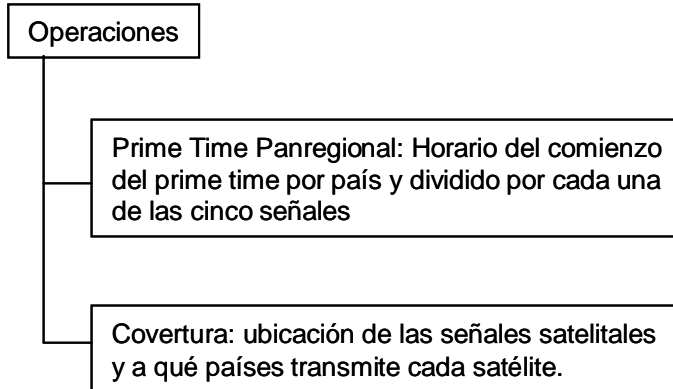 Operaciones
Prime Time Panregional: Horario del comienzo
del prime time por país y dividido por cada una
de las cinco señales
Covertura: ubicación de las señales satelitales
y a qué países transmite cada satélite.